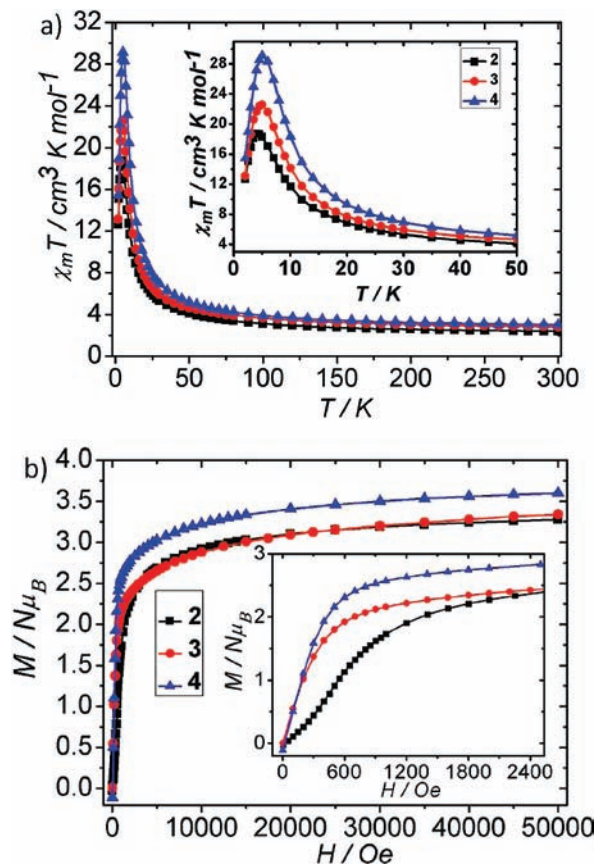 a)
χmT / cm³ K mol⁻¹
28
24
20
16
12
8
4
0
0 50 100 150 200 250 300
T / K
χmT / cm³ K mol⁻¹
28
24
20
16
12
8
4
0 10 20 30 40 50
T / K
2
3
4
b)
M / NμB
4.0
3.5
3.0
2.5
2.0
1.5
1.0
0.5
0.0
0 10000 20000 30000 40000 50000
H / Oe
2
3
4
M / NμB
3
2
1
0
0 600 1200 1800 2400
H / Oe